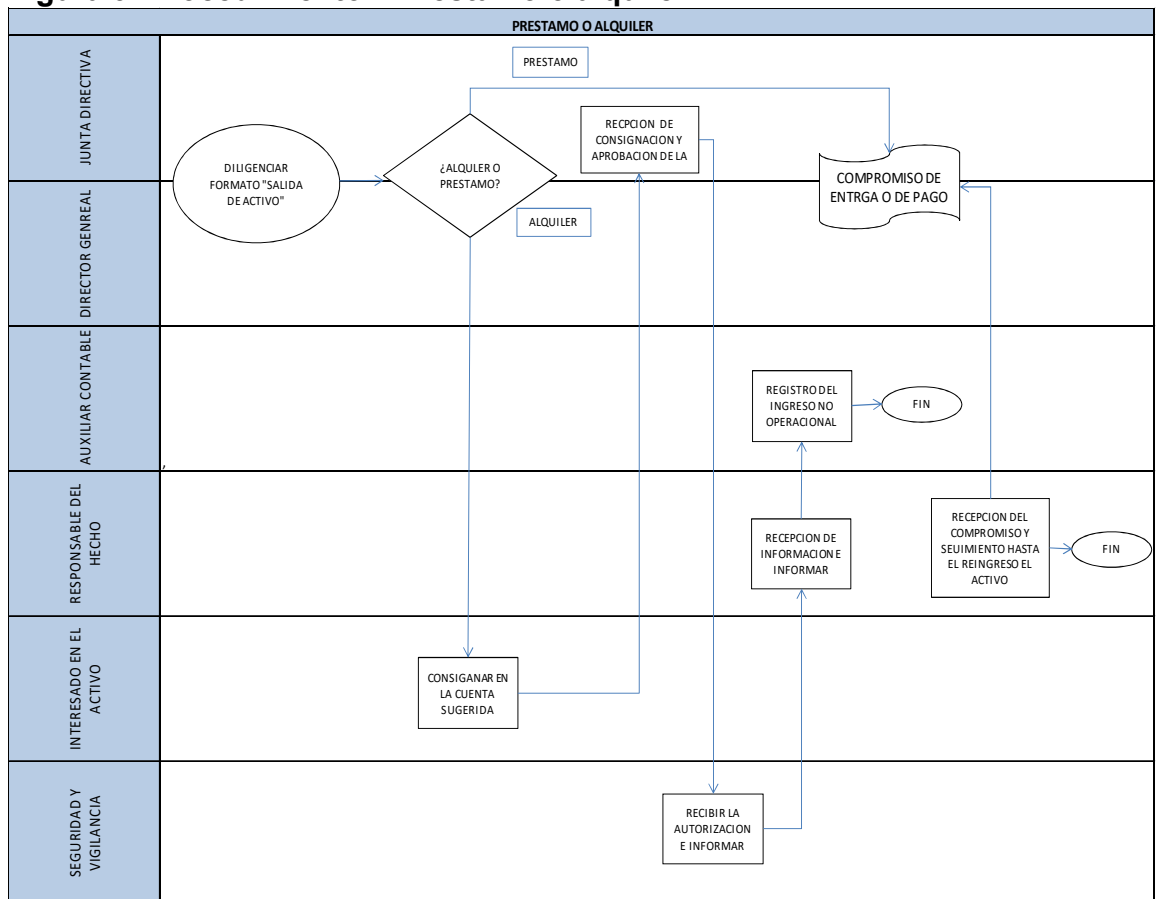 PRESTAMO O ALQUILER
JUNTA DIRECTIVA
PRESTAMO
DILIGENCIAR
FORMATO "SALIDA
DE ACTIVO"
¿ALQULER O
PRESTAMO?
RECPCION DE
CONSIGNACION Y
APROBACION DE LA
COMPROMISO DE
ENTRGA O DE PAGO
DIRECTOR GENREAL
ALQUILER
AUXILIAR CONTABLE
REGISTRO DEL
INGRESO NO
OPERACIONAL
FIN
,
RESPONSABLE DEL
HECHO
RECEPCION DE
INFORMACION E
INFORMAR
RECEPCION DEL
COMPROMISO Y
SEUIMIENTO HASTA
EL REINGRESO EL
ACTIVO
FIN
INTERESADO EN EL
ACTIVO
CONSIGANAR EN
LA CUENTA
SUGERIDA
SEGURIDAD Y
VIGILANCIA
RECIBIR LA
AUTORIZACION
E INFORMAR